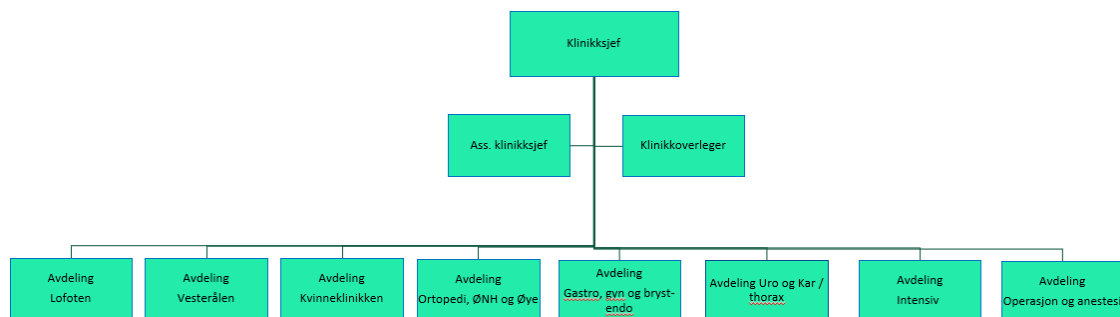 Klinikksjef
Ass. klinikksjef
Klinikkoverleger
Avdeling
Lofoten
Avdeling
Vesterålen
Avdeling
Kvinneklinikken
Avdeling
Ortopedi, ØNH og Øye
Avdeling
Gastro, gyn og bryst-
endo
Avdeling Uro og Kar /
thorax
Avdeling
Intensiv
Avdeling
Operasjon og anestesi